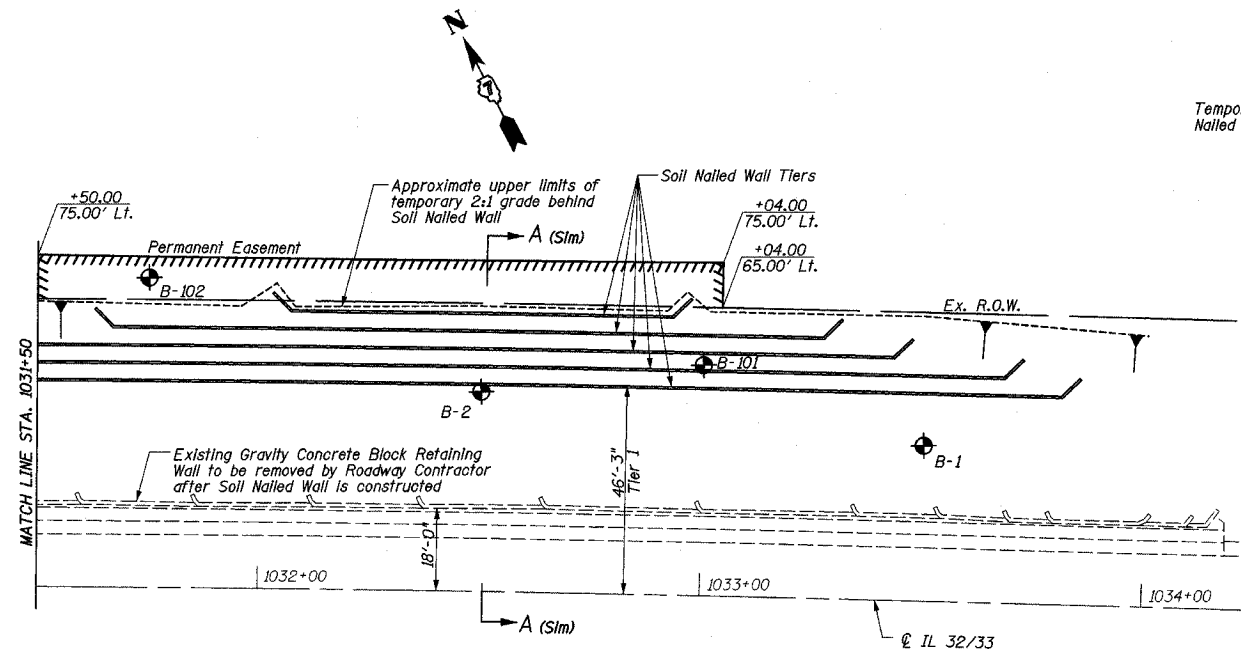 N
7
Tempo
Nailed
+50.00
75.00' Lt.
Approximate upper limits of
temporary 2:1 grade behind
Soil Nailed Wall
Soil Nailed Wall Tiers
+04.00
75.00' Lt.
+04.00
65.00' Lt.
A (Sim)
Permanent Easement
B-102
Ex. R.O.W.
MATCH LINE STA. 1031+50
B-101
B-2
B-1
Existing Gravity Concrete Block Retaining
Wall to be removed by Roadway Contractor
after Soil Nailed Wall is constructed
46'-3"
Tier 1
18'-0"
1032+00
1033+00
1034+00
A (Sim)
℄ IL 32/33